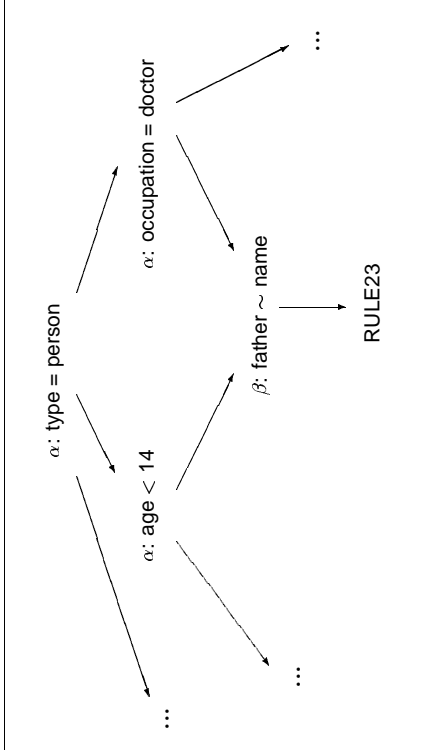 α: type = person
...
α: age < 14
α: occupation = doctor
...
β: father ~ name
...
RULE23